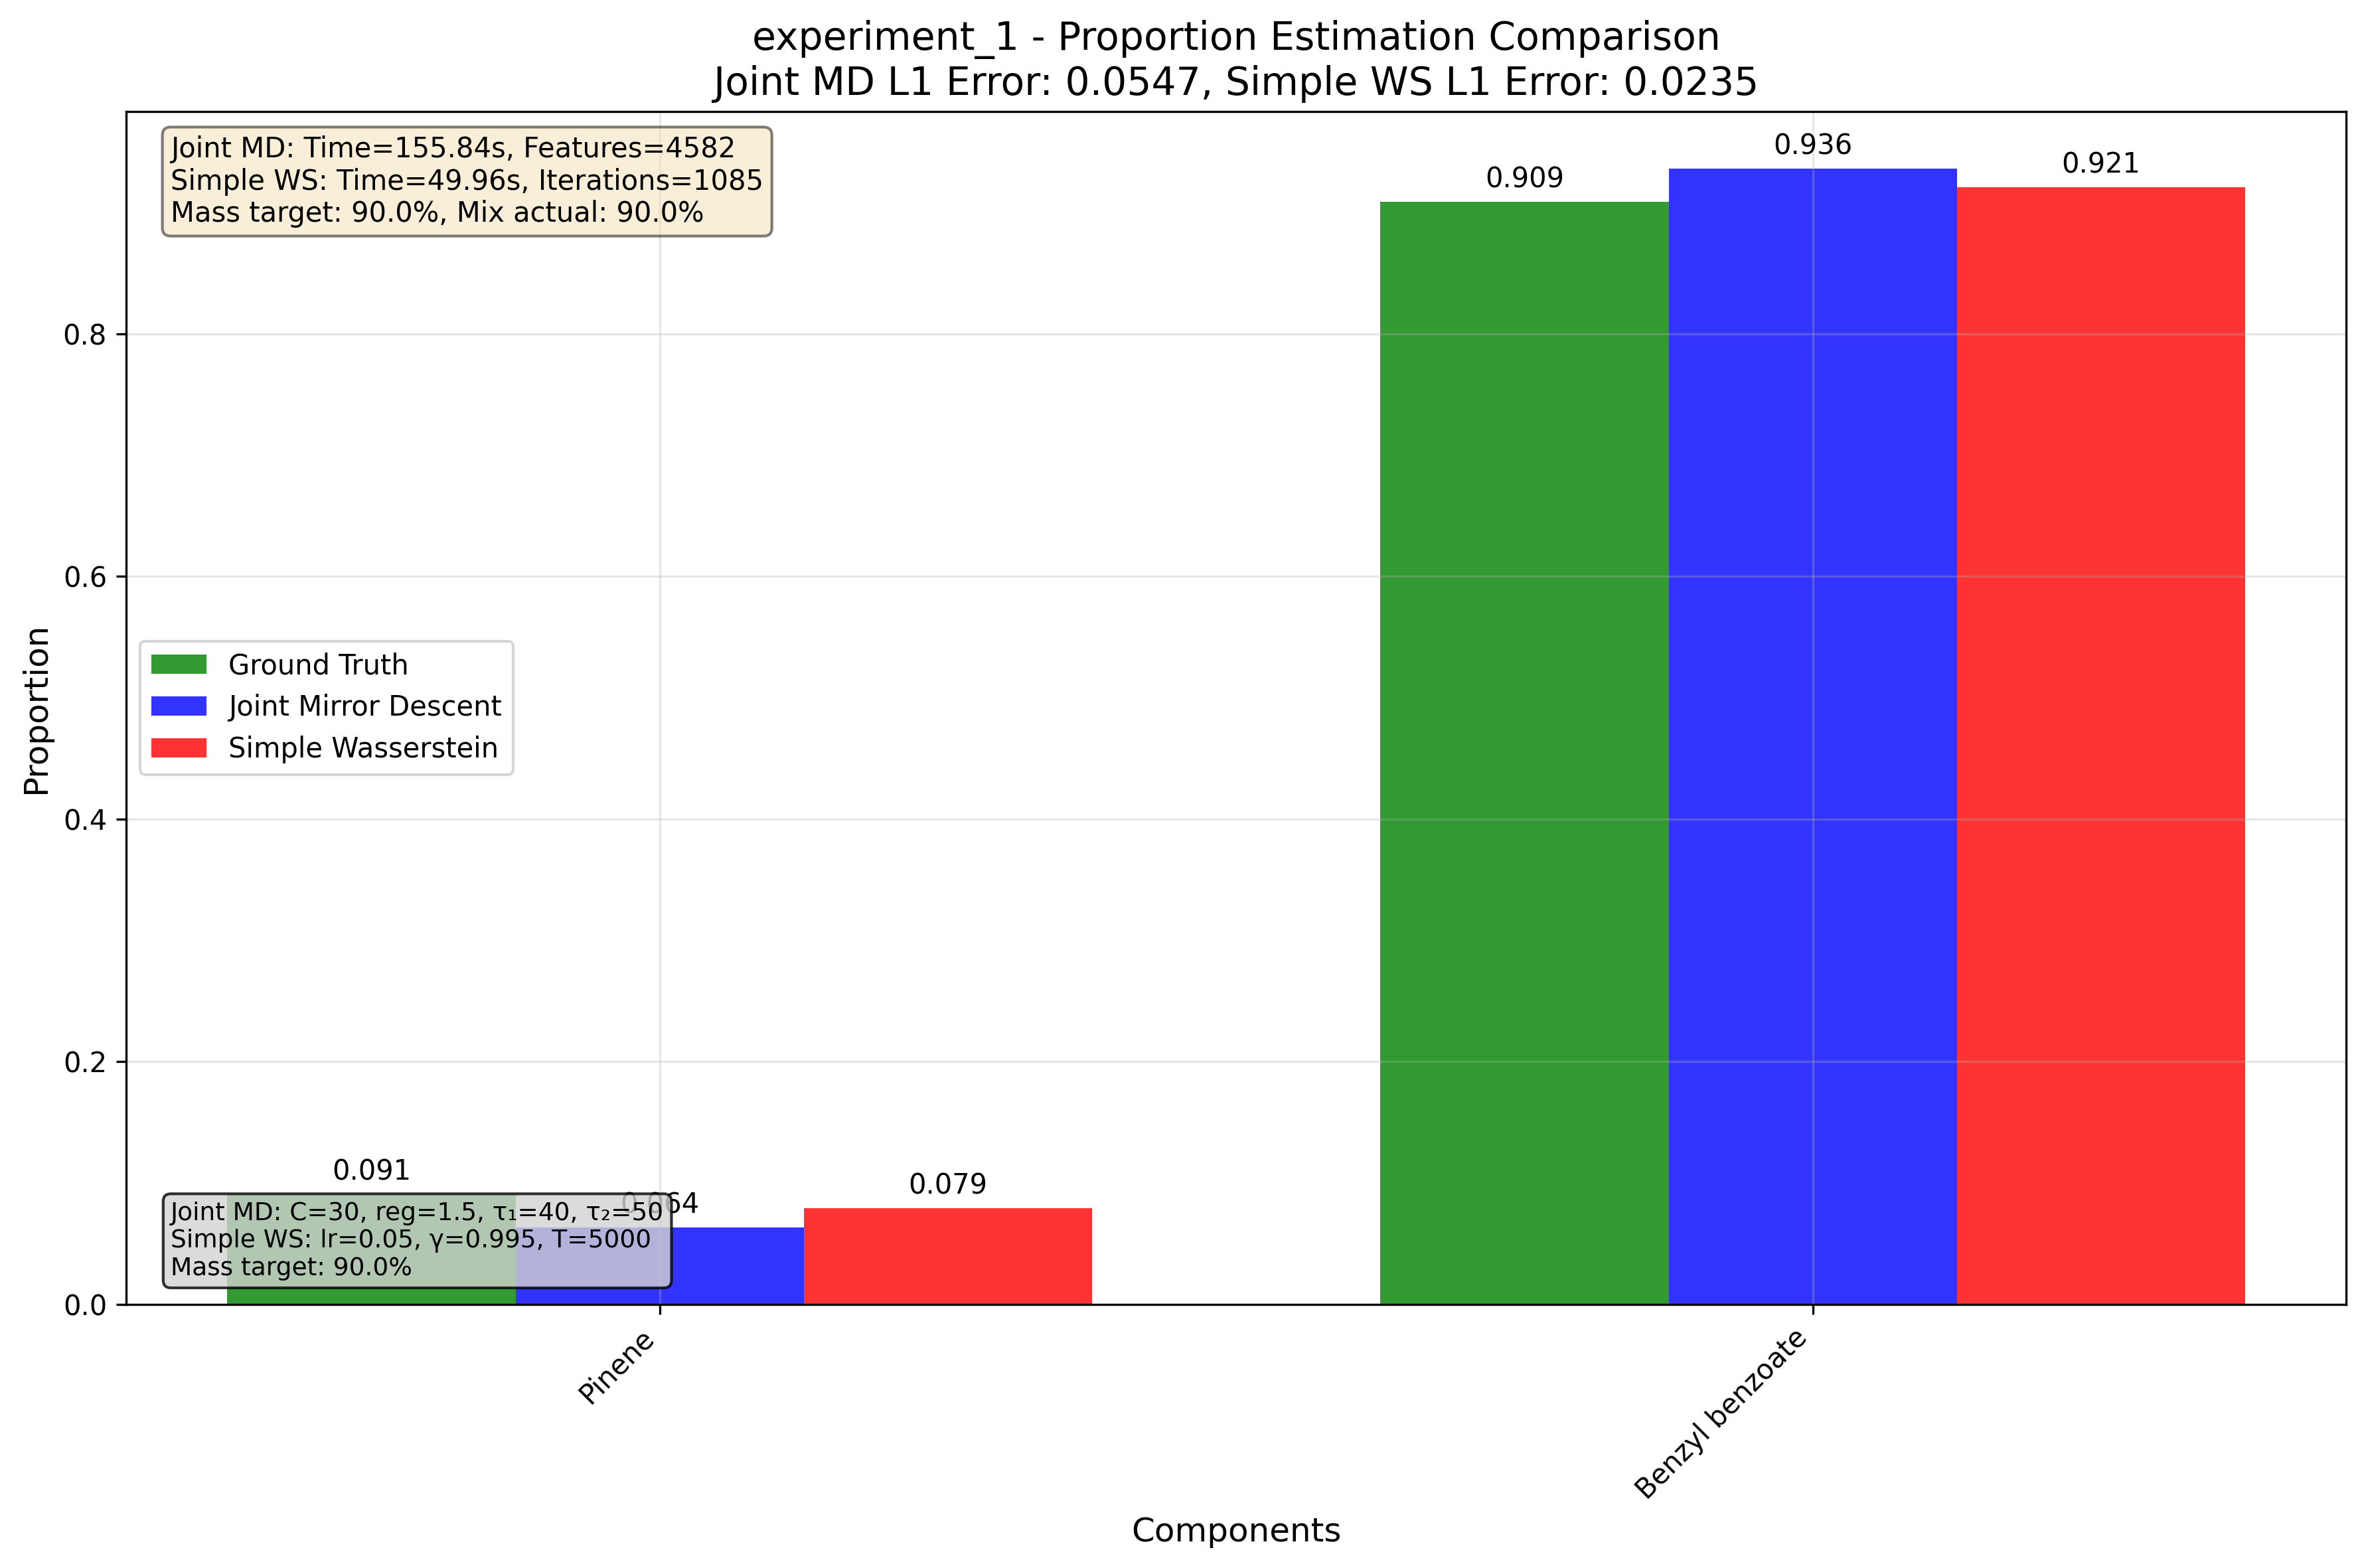 experiment_1 - Proportion Estimation Comparison
Joint MD L1 Error: 0.0547, Simple WS L1 Error: 0.0235
Joint MD: Time=155.84s, Features=4582
Simple WS: Time=49.96s, Iterations=1085
Mass target: 90.0%, Mix actual: 90.0%
0.909
0.936
0.921
0.8
0.6
0.4
0.2
0.0
Proportion
Ground Truth
Joint Mirror Descent
Simple Wasserstein
0.091
0.064
0.079
Joint MD: C=30, reg=1.5, τ₁=40, τ₂=50
Simple WS: lr=0.05, γ=0.995, T=5000
Mass target: 90.0%
Pinene
Benzyl benzoate
Components